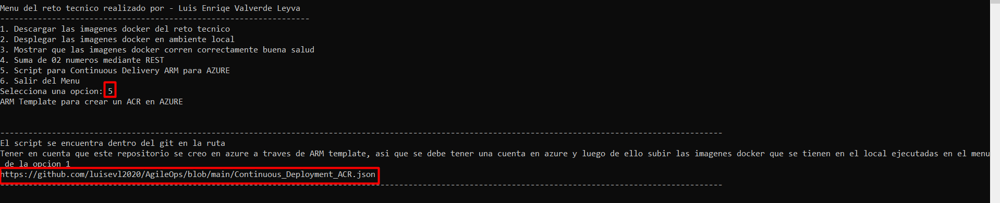 Menu del reto tecnico realizado por - Luis Enriqe Valverde Leyva
------------------------------------------------------------------
1. Descargar las imagenes docker del reto tecnico
2. Desplegar las imagenes docker en ambiente local
3. Mostrar que las imagenes docker corren correctamente buena salud
4. Suma de 02 numeros mediante REST
5. Script para Continuous Delivery ARM para AZURE
6. Salir del Menu
Selecciona una opcion: 5
ARM Template para crear un ACR en AZURE
----------------------------------------------------------------------------------------------------------------------------------------------------------
El script se encuentra dentro del git en la ruta
Tener en cuenta que este repositorio se creo en azure a traves de ARM template, asi que se debe tener una cuenta en azure y luego de ello subir las imagenes docker que se tienen en el local ejecutadas en el menu
de la opcion 1
https://github.com/luisevl2020/AgileOps/blob/main/Continuous_Deployment_ACR.json
----------------------------------------------------------------------------------------------------------------------------------------------------------